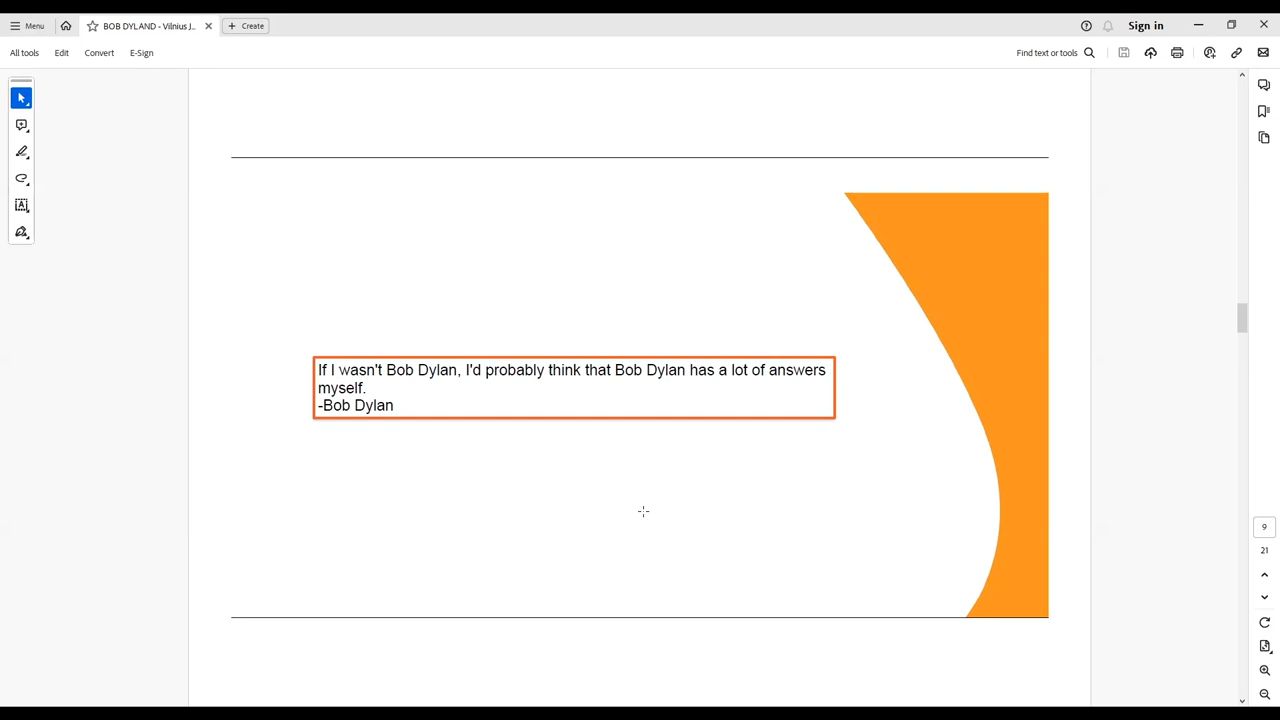 Menu
BOB DYLAND - Vilnius J...
Create
Sign in
All tools
Edit
Convert
E-Sign
Find text or tools
If I wasn't Bob Dylan, I'd probably think that Bob Dylan has a lot of answers
myself.
-Bob Dylan
9
21